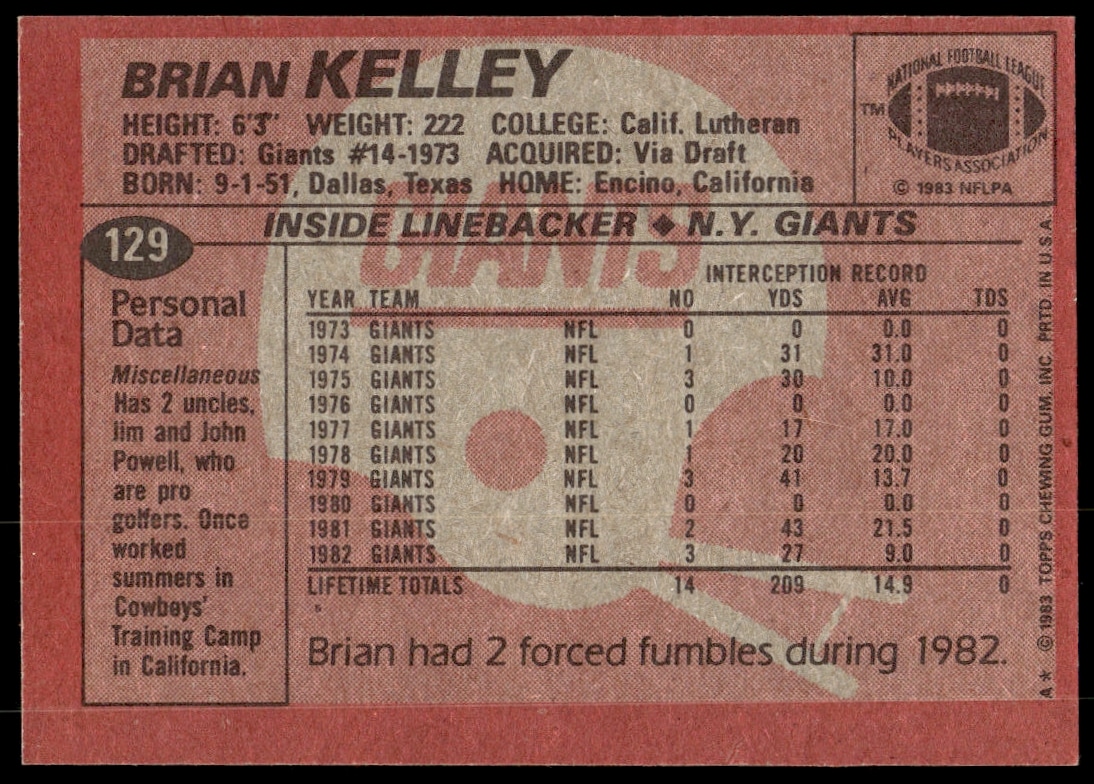 BRIAN KELLEY
HEIGHT: 6'3" WEIGHT: 222 COLLEGE: Calif. Lutheran
DRAFTED: Giants #14-1973 ACQUIRED: Via Draft
BORN: 9-1-51, Dallas, Texas HOME: Encino, California
NATIONAL FOOTBALL LEAGUE
TM
PLAYERS ASSOCIATION
© 1983 NFLPA
INSIDE LINEBACKER ♦ N.Y. GIANTS
GIANTS
129
Personal
Data
Miscellaneous
Has 2 uncles,
Jim and John
Powell, who
are pro
golfers. Once
worked
summers in
Cowboys'
Training Camp
in California.
INTERCEPTION RECORD
YEAR TEAM NO YDS AVG TDS
1973 GIANTS NFL 0 0 0.0 0
1974 GIANTS NFL 1 31 31.0 0
1975 GIANTS NFL 3 30 10.0 0
1976 GIANTS NFL 0 0 0.0 0
1977 GIANTS NFL 1 17 17.0 0
1978 GIANTS NFL 1 20 20.0 0
1979 GIANTS NFL 3 41 13.7 0
1980 GIANTS NFL 0 0 0.0 0
1981 GIANTS NFL 2 43 21.5 0
1982 GIANTS NFL 3 27 9.0 0
LIFETIME TOTALS 14 209 14.9 0
Brian had 2 forced fumbles during 1982.
A* ©1983 TOPPS CHEWING GUM, INC. PRTD. IN U.S.A.